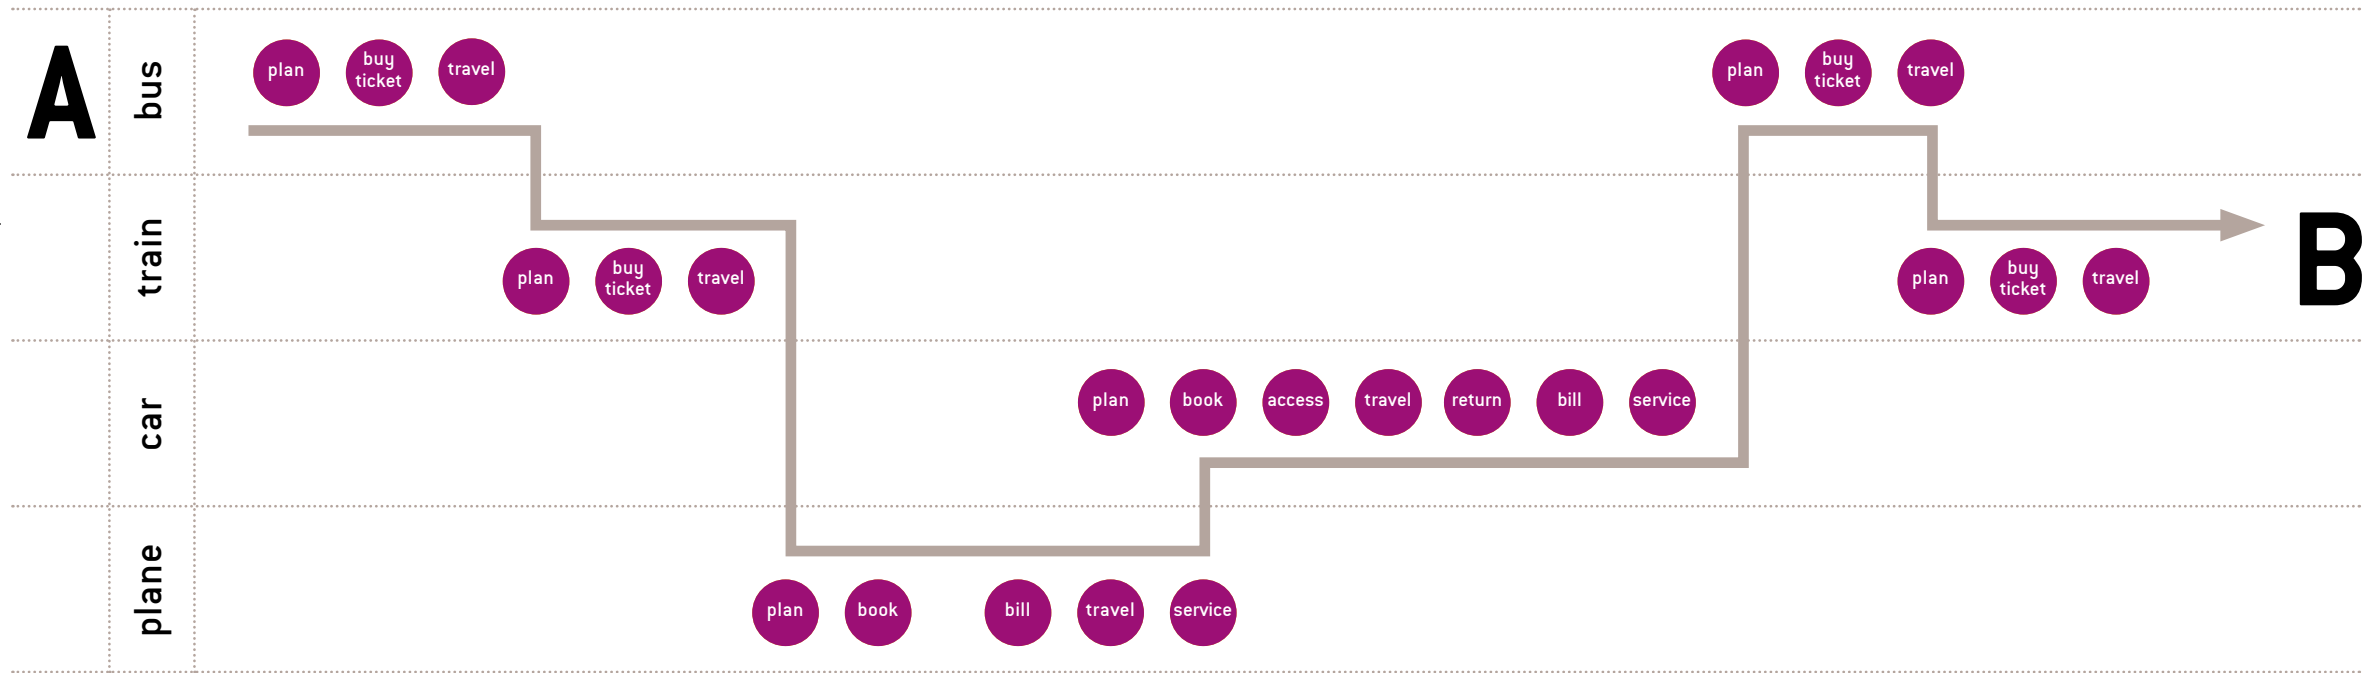 A
bus
plan
buy
ticket
travel
plan
buy
ticket
travel
train
plan
buy
ticket
travel
plan
buy
ticket
travel
B
car
plan
book
access
travel
return
bill
service
plane
plan
book
bill
travel
service